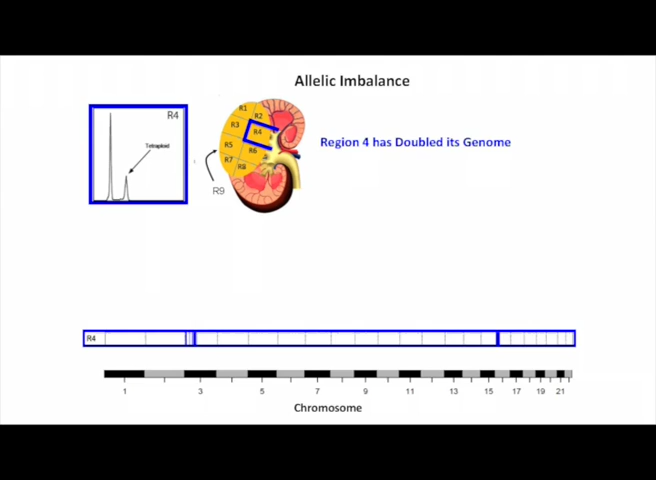 Allelic Imbalance
R4
Tetraploid
R1
R2
R3
R4
R5
R6
R7
R8
R9
Region 4 has Doubled its Genome
R4
1 3 5 7 9 11 13 15 17 19 21
Chromosome